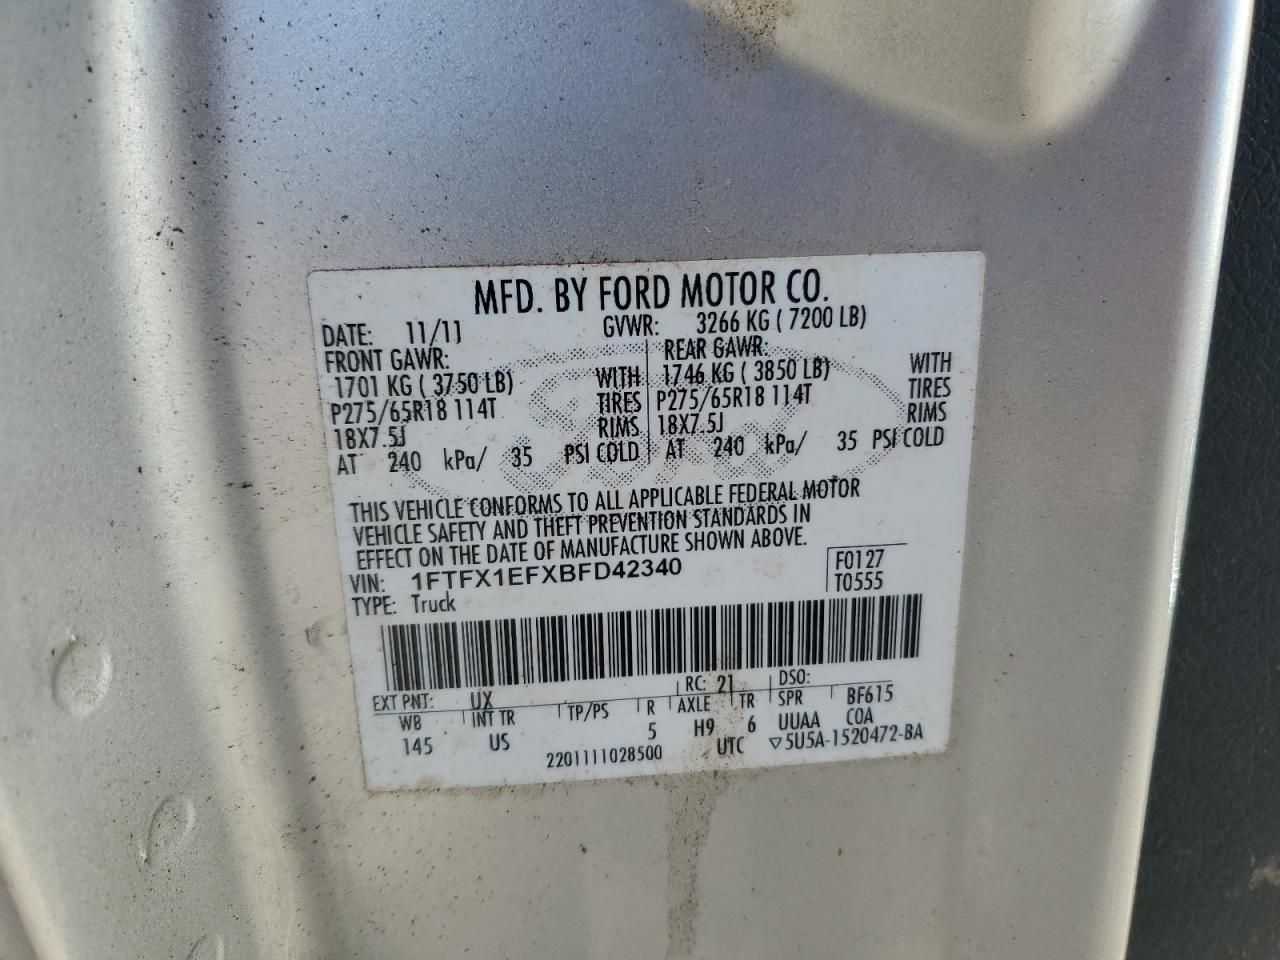 MFD. BY FORD MOTOR CO.
DATE: 11/11 GVWR: 3266 KG ( 7200 LB)
FRONT GAWR: REAR GAWR:
1701 KG ( 3750 LB) WITH 1746 KG ( 3850 LB) WITH
P275/65R18 114T TIRES P275/65R18 114T TIRES
18X7.5J RIMS 18X7.5J RIMS
AT 240 kPa/ 35 PSI COLD AT 240 kPa/ 35 PSI COLD
THIS VEHICLE CONFORMS TO ALL APPLICABLE FEDERAL MOTOR
VEHICLE SAFETY AND THEFT PREVENTION STANDARDS IN
EFFECT ON THE DATE OF MANUFACTURE SHOWN ABOVE.
VIN: 1FTFX1EFXBFD42340 F0127
TYPE: Truck T0555
EXT PNT: UX RC: 21 DSO:
WB INT TR TP/PS R AXLE TR SPR BF615
145 US 5 H9 6 UUAA COA
2201111028500 UTC ▽5U5A-1520472-BA